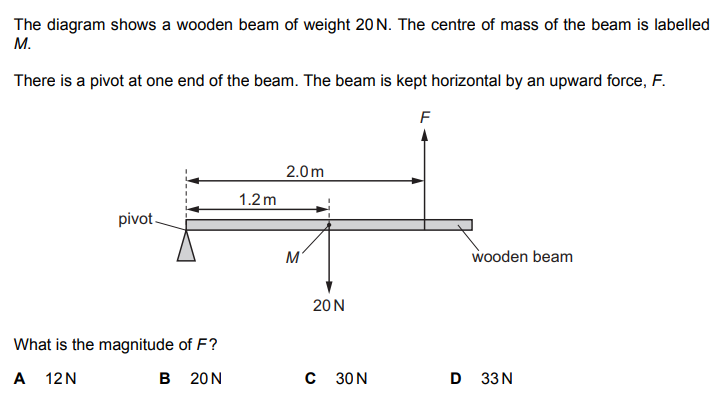 The diagram shows a wooden beam of weight 20 N. The centre of mass of the beam is labelled
M.
There is a pivot at one end of the beam. The beam is kept horizontal by an upward force, F.
F
2.0 m
1.2 m
pivot
M
wooden beam
20 N
What is the magnitude of F?
A 12 N B 20 N C 30 N D 33 N